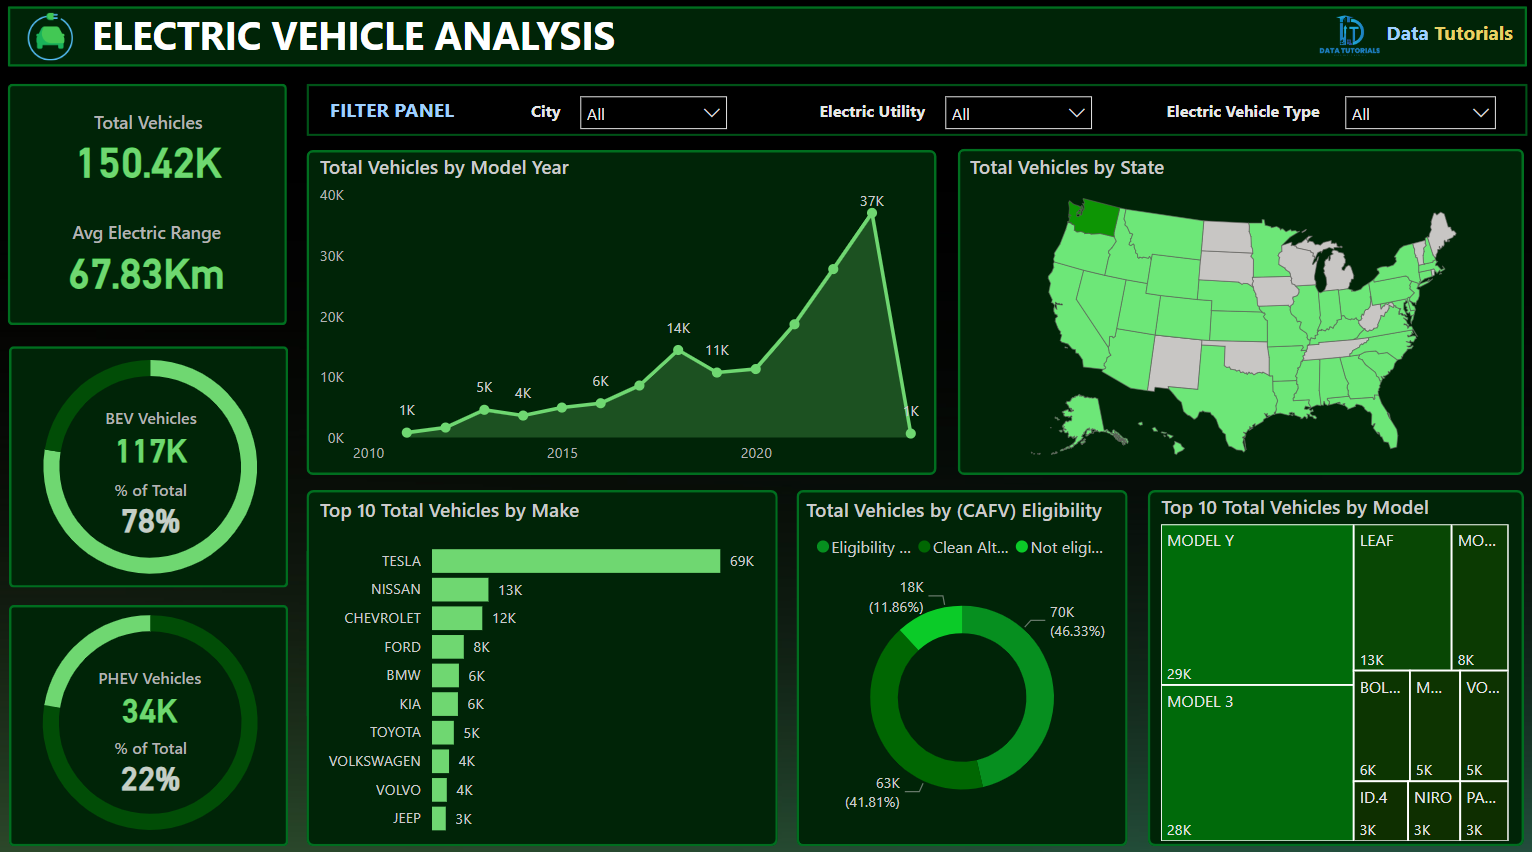 ELECTRIC VEHICLE ANALYSIS
DATA TUTORIALS
Data Tutorials
Total Vehicles
150.42K
Avg Electric Range
67.83Km
FILTER PANEL
City
All
Electric Utility
All
Electric Vehicle Type
All
Total Vehicles by Model Year
40K
30K
20K
10K
0K
1K
5K
4K
6K
14K
11K
37K
1K
2010
2015
2020
Total Vehicles by State
BEV Vehicles
117K
% of Total
78%
PHEV Vehicles
34K
% of Total
22%
Top 10 Total Vehicles by Make
TESLA 69K
NISSAN 13K
CHEVROLET 12K
FORD 8K
BMW 6K
KIA 6K
TOYOTA 5K
VOLKSWAGEN 4K
VOLVO 4K
JEEP 3K
Total Vehicles by (CAFV) Eligibility
Eligibility ... Clean Alt... Not eligi...
18K
(11.86%)
70K
(46.33%)
63K
(41.81%)
Top 10 Total Vehicles by Model
MODEL Y
29K
MODEL 3
28K
LEAF
13K
MO...
8K
BOL...
6K
M...
5K
VO...
5K
ID.4
3K
NIRO
3K
PA...
3K